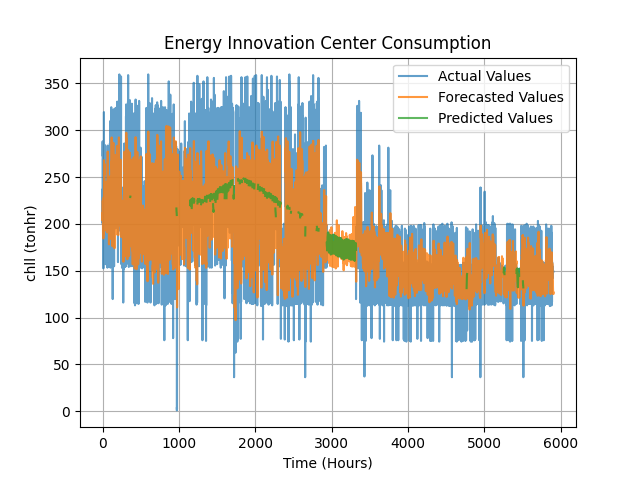 Energy Innovation Center Consumption
Actual Values
Forecasted Values
Predicted Values
350
300
250
200
150
100
50
0
chll (tonhr)
0 1000 2000 3000 4000 5000 6000
Time (Hours)